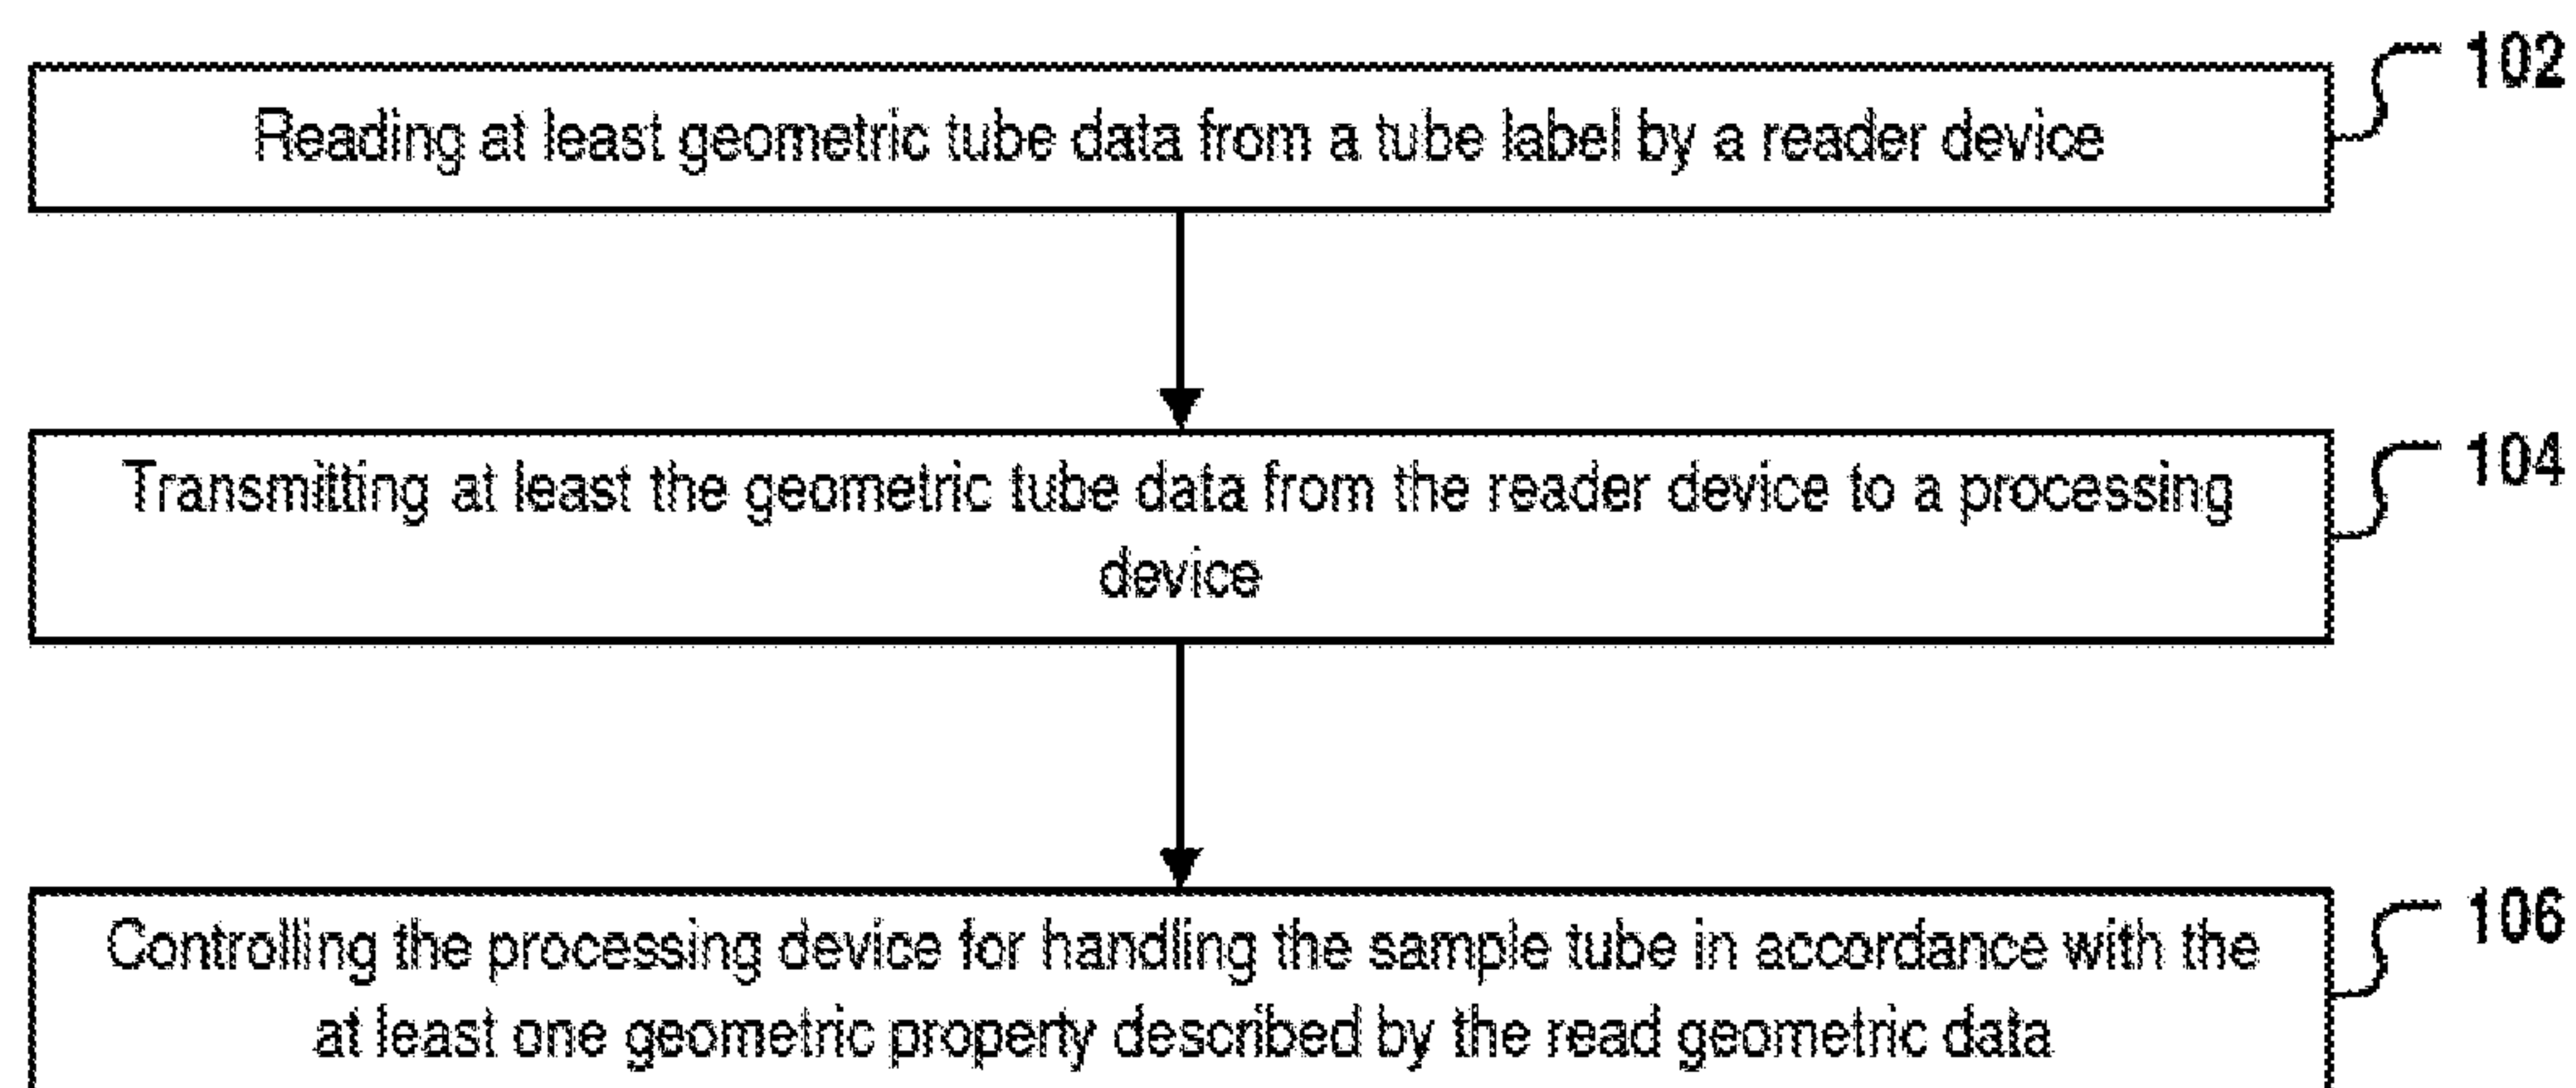 102
Reading at least geometric tube data from a tube label by a reader device
104
Transmitting at least the geometric tube data from the reader device to a processing
device
106
Controlling the processing device for handling the sample tube in accordance with the
at least one geometric property described by the read geometric data